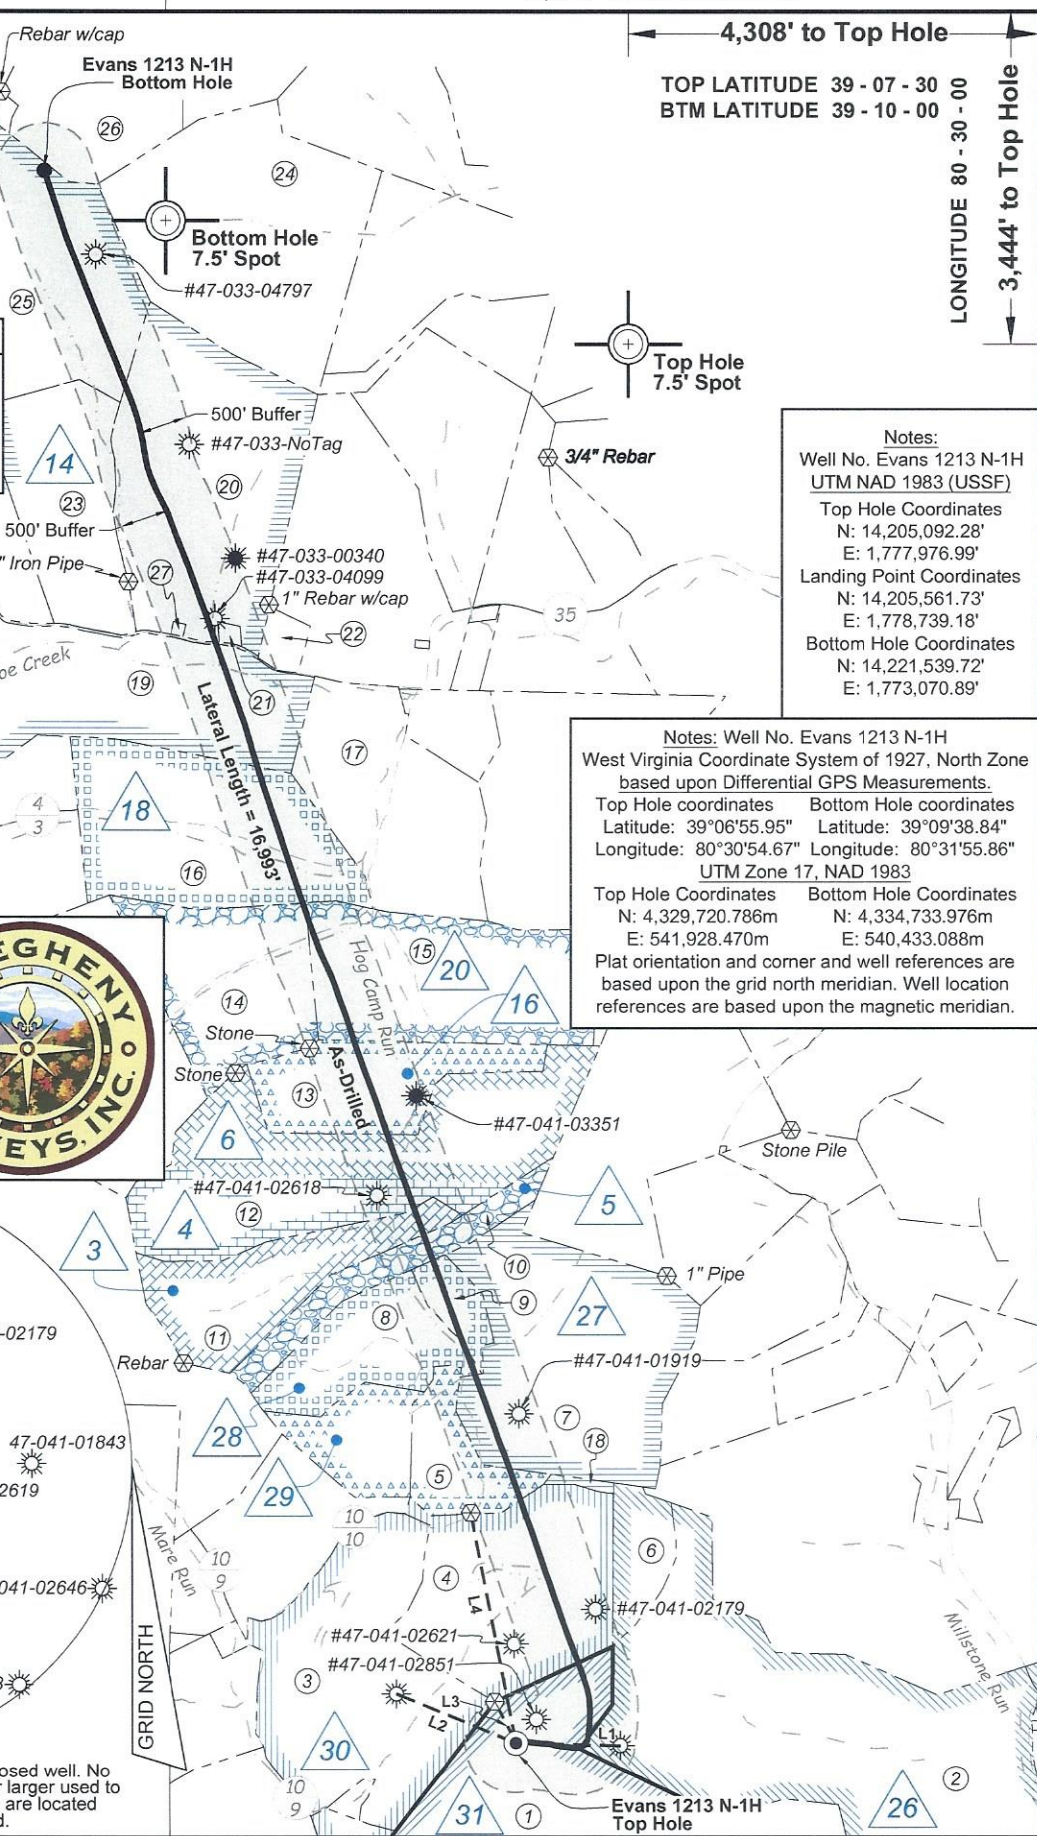 Rebar w/cap
Evans 1213 N-1H
Bottom Hole
4,308' to Top Hole
TOP LATITUDE 39 - 07 - 30
BTM LATITUDE 39 - 10 - 00
LONGITUDE 80 - 30 - 00
3,444' to Top Hole
26
24
Bottom Hole
7.5' Spot
#47-033-04797
25
Top Hole
7.5' Spot
500' Buffer
#47-033-NoTag
14
3/4" Rebar
20
23
500' Buffer
#47-033-00340
" Iron Pipe
27
#47-033-04099
1" Rebar w/cap
35
22
oe Creek
19
21
Notes:
Well No. Evans 1213 N-1H
UTM NAD 1983 (USSF)
Top Hole Coordinates
N: 14,205,092.28'
E: 1,777,976.99'
Landing Point Coordinates
N: 14,205,561.73'
E: 1,778,739.18'
Bottom Hole Coordinates
N: 14,221,539.72'
E: 1,773,070.89'
Lateral Length = 16,993'
17
4
3
18
16
Notes: Well No. Evans 1213 N-1H
West Virginia Coordinate System of 1927, North Zone
based upon Differential GPS Measurements.
Top Hole coordinates Bottom Hole coordinates
Latitude: 39°06'55.95" Latitude: 39°09'38.84"
Longitude: 80°30'54.67" Longitude: 80°31'55.86"
UTM Zone 17, NAD 1983
Top Hole Coordinates Bottom Hole Coordinates
N: 4,329,720.786m N: 4,334,733.976m
E: 541,928.470m E: 540,433.088m
Plat orientation and corner and well references are
based upon the grid north meridian. Well location
references are based upon the magnetic meridian.
EGHENY
EYS, INC.
Hog Camp Run
15
20
16
14
Stone
Stone
As-Drilled
13
#47-041-03351
6
Stone Pile
#47-041-02618
5
4
12
3
10
1" Pipe
9
8
27
-02179
11
Rebar
#47-041-01919
28
7
18
47-041-01843
2619
29
5
10
10
6
Mare Run
10
9
4
041-02646
L4
#47-041-02179
#47-041-02621
#47-041-02851
Millstone Run
GRID NORTH
3
L3
L2
L1
30
osed well. No
r larger used to
are located
d.
10
9
31
1
Evans 1213 N-1H
Top Hole
2
26